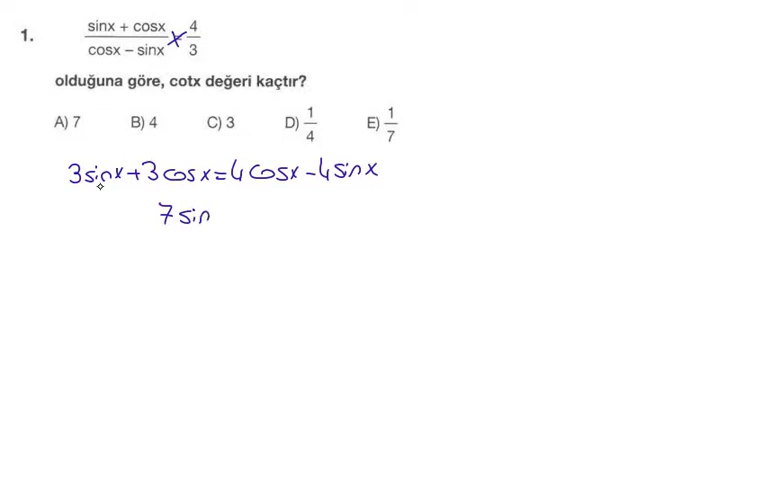 1. (sinx + cosx)/(cosx – sinx) × 4/3
olduğuna göre, cotx değeri kaçtır?
A) 7 B) 4 C) 3 D) 1/4 E) 1/7
3sinx+3cosx=4cosx-4sinx
7sin